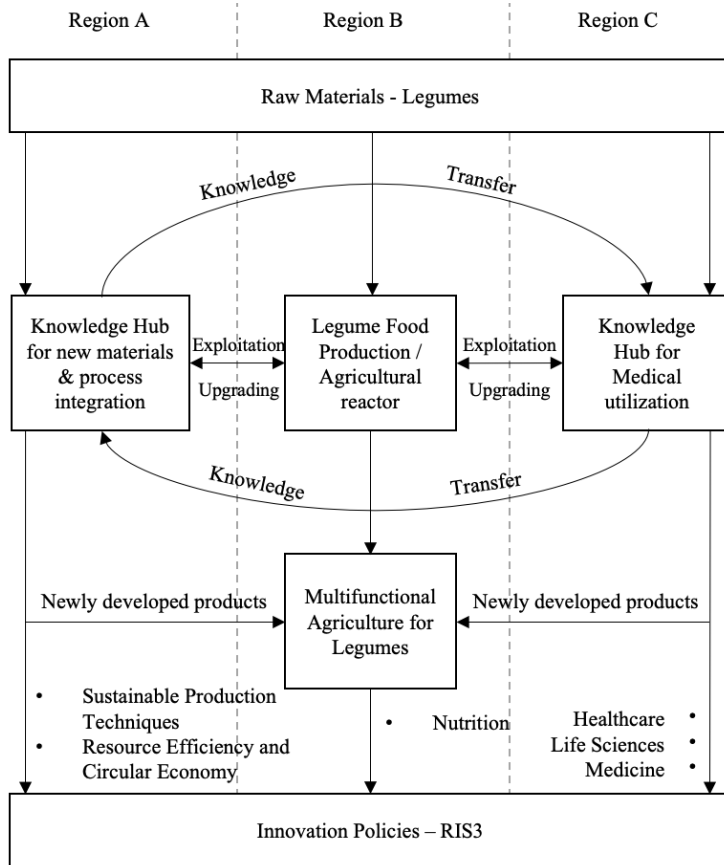 Region A
Region B
Region C
Raw Materials - Legumes
Knowledge
Transfer
Knowledge Hub
for new materials
& process
integration
Exploitation
Upgrading
Legume Food
Production /
Agricultural
reactor
Exploitation
Upgrading
Knowledge
Hub for
Medical
utilization
Knowledge
Transfer
Newly developed products
Multifunctional
Agriculture for
Legumes
Newly developed products
• Sustainable Production
Techniques
• Resource Efficiency and
Circular Economy
• Nutrition
Healthcare •
Life Sciences •
Medicine •
Innovation Policies – RIS3